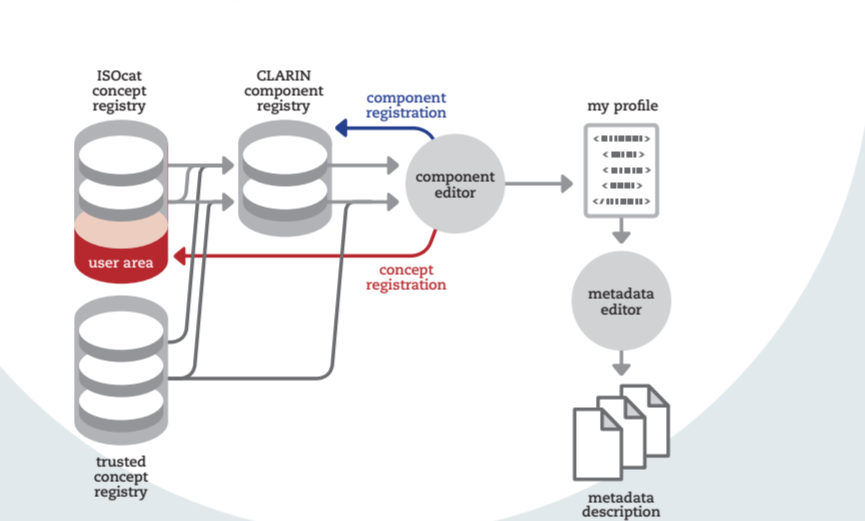 ISOcat
concept
registry
CLARIN
component
registry
component
registration
my profile
component
editor
user area
concept
registration
metadata
editor
trusted
concept
registry
metadata
description